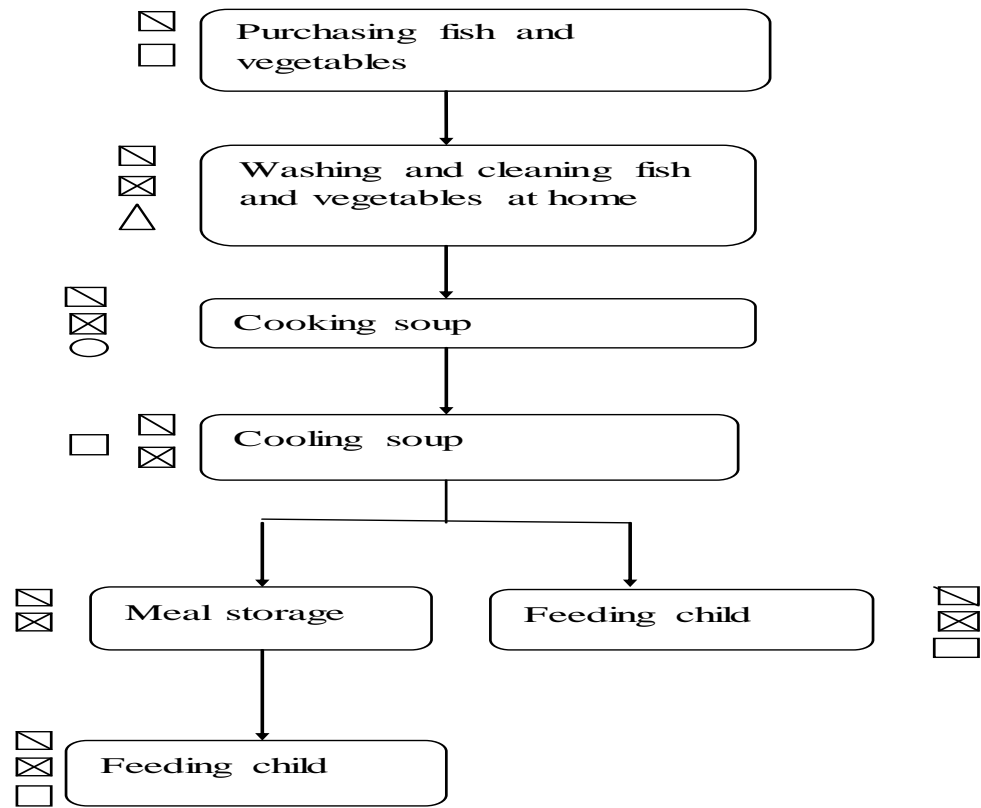 Purchasing fish and
vegetables
Washing and cleaning fish
and vegetables at home
Cooking soup
Cooling soup
Meal storage
Feeding child
Feeding child